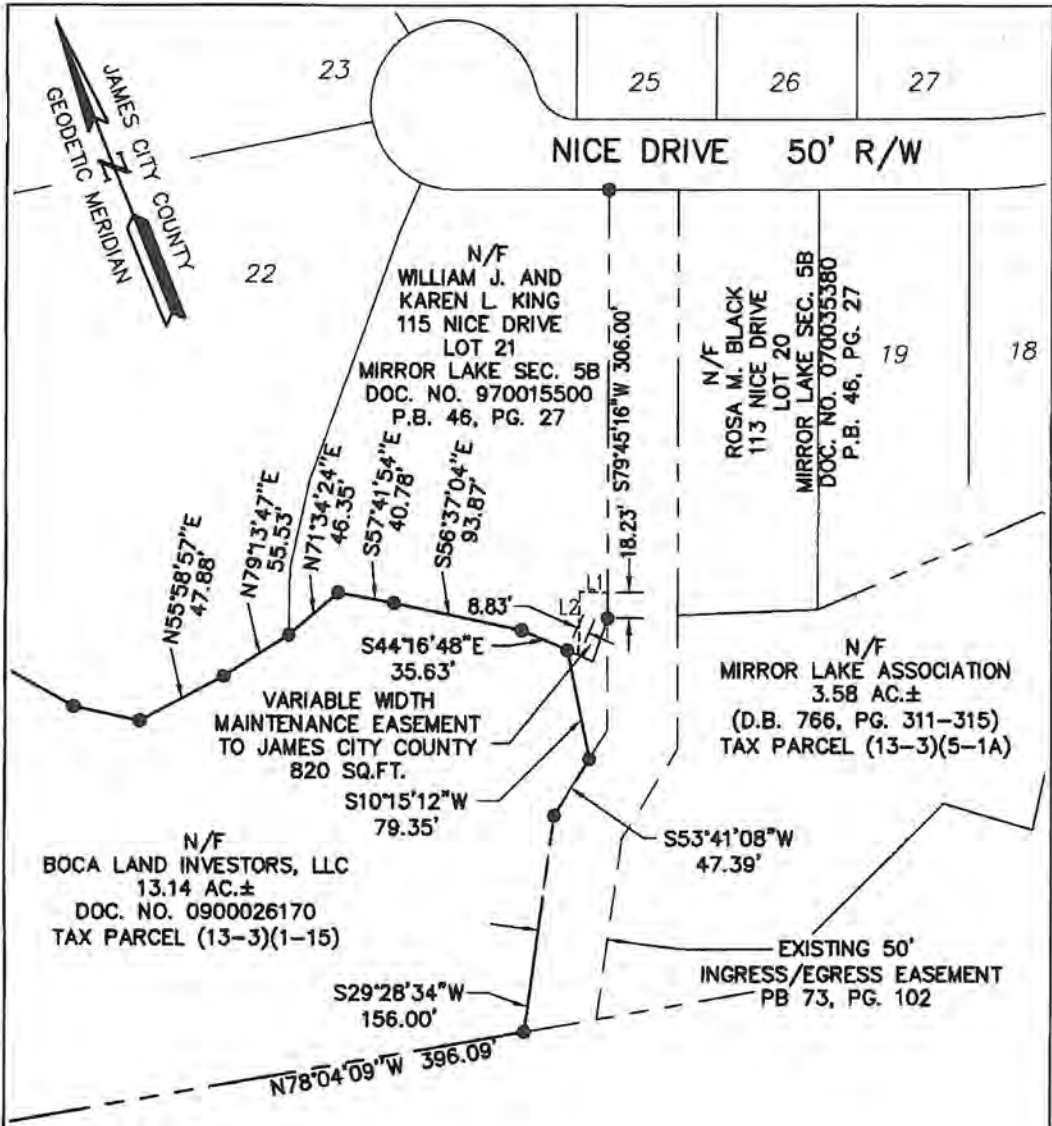 23
25
26
27
JAMES CITY COUNTY
GEODETIC MERIDIAN
N
NICE DRIVE 50' R/W
22
N/F
WILLIAM J. AND
KAREN L. KING
115 NICE DRIVE
LOT 21
MIRROR LAKE SEC. 5B
DOC. NO. 970015500
P.B. 46, PG. 27
S79°45'16"W 306.00'
N/F
ROSA M. BLACK
113 NICE DRIVE
LOT 20
MIRROR LAKE SEC. 5B
DOC. NO. 070035380
P.B. 46, PG. 27
19
18
N55°58'57"E
47.88'
N79°13'47"E
55.53'
N71°34'24"E
46.35'
S57°41'54"E
40.78'
S56°37'04"E
93.87'
18.23'
L1
L2
8.83'
S44°16'48"E
35.63'
VARIABLE WIDTH
MAINTENANCE EASEMENT
TO JAMES CITY COUNTY
820 SQ.FT.
N/F
MIRROR LAKE ASSOCIATION
3.58 AC.±
(D.B. 766, PG. 311-315)
TAX PARCEL (13-3)(5-1A)
S10°15'12"W
79.35'
S53°41'08"W
47.39'
N/F
BOCA LAND INVESTORS, LLC
13.14 AC.±
DOC. NO. 0900026170
TAX PARCEL (13-3)(1-15)
EXISTING 50'
INGRESS/EGRESS EASEMENT
PB 73, PG. 102
S29°28'34"W
156.00'
N78°04'09"W 396.09'